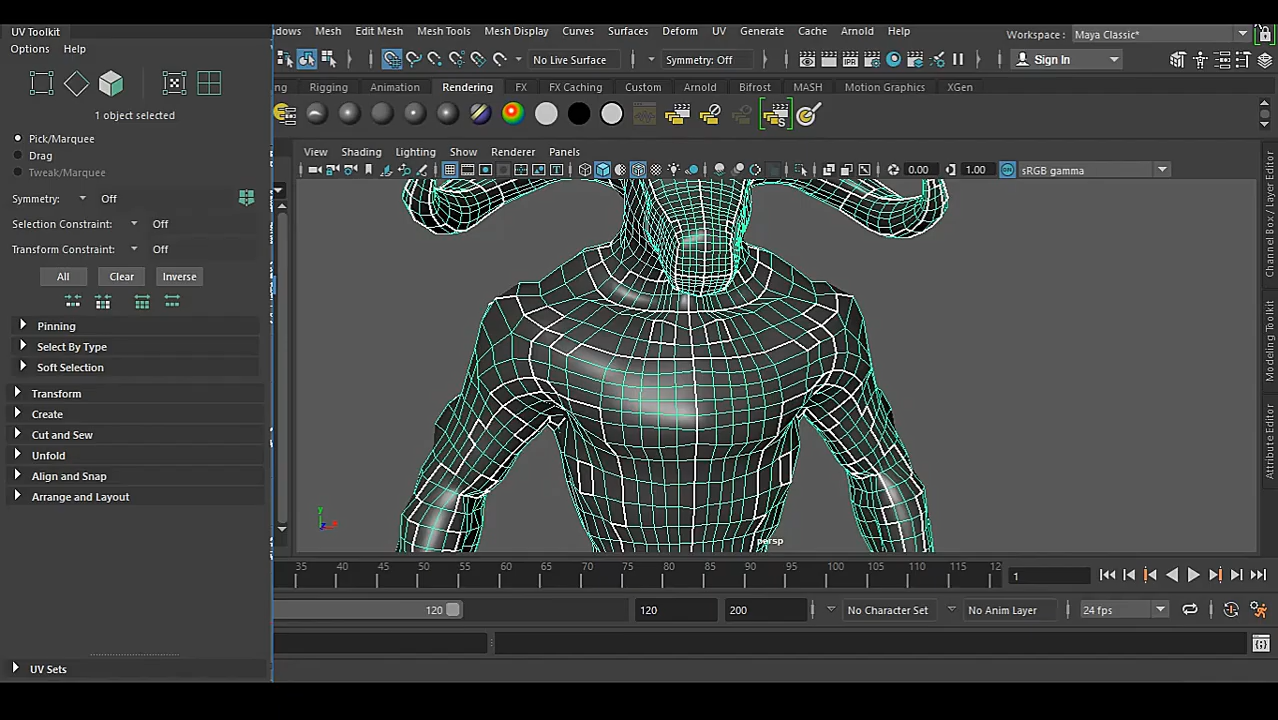 UV Toolkit
Options Help
1 object selected
Pick/Marquee
Drag
Tweak/Marquee
Symmetry: Off
Selection Constraint: Off
Transform Constraint: Off
All Clear Inverse
Pinning
Select By Type
Soft Selection
Transform
Create
Cut and Sew
Unfold
Align and Snap
Arrange and Layout
UV Sets
Mesh Edit Mesh Mesh Tools Mesh Display Curves Surfaces Deform UV Generate Cache Arnold Help
Workspace : Maya Classic*
No Live Surface Symmetry: Off Sign In
Rigging Animation Rendering FX FX Caching Custom Arnold Bifrost MASH Motion Graphics XGen
View Shading Lighting Show Renderer Panels
0.00 1.00 sRGB gamma
persp
35 40 45 50 55 60 65 70 75 80 85 90 95 100 105 110 115 12
1
120 120 200 No Character Set No Anim Layer 24 fps
Channel Box / Layer Editor
Modeling Toolkit
Attribute Editor